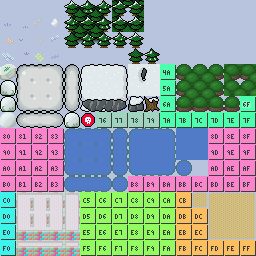 4A
5A
6A 6F
76 77 78 79 7A 7B 7C 7D 7E 7F
80 81 82 83 8D 8E 8F
90 91 92 93 9D 9E 9F
A0 A1 A2 A3 AD AE AF
B0 B1 B2 B3 B8 B9 BA BB BC BD BE BF
C0 C5 C6 C7 C8 C9 CA CB
D0 D5 D6 D7 D8 D9 DA DB DC
E0 E5 E6 E7 E8 E9 EA EB EC
F0 F5 F6 F7 F8 F9 FA FB FC FD FE FF